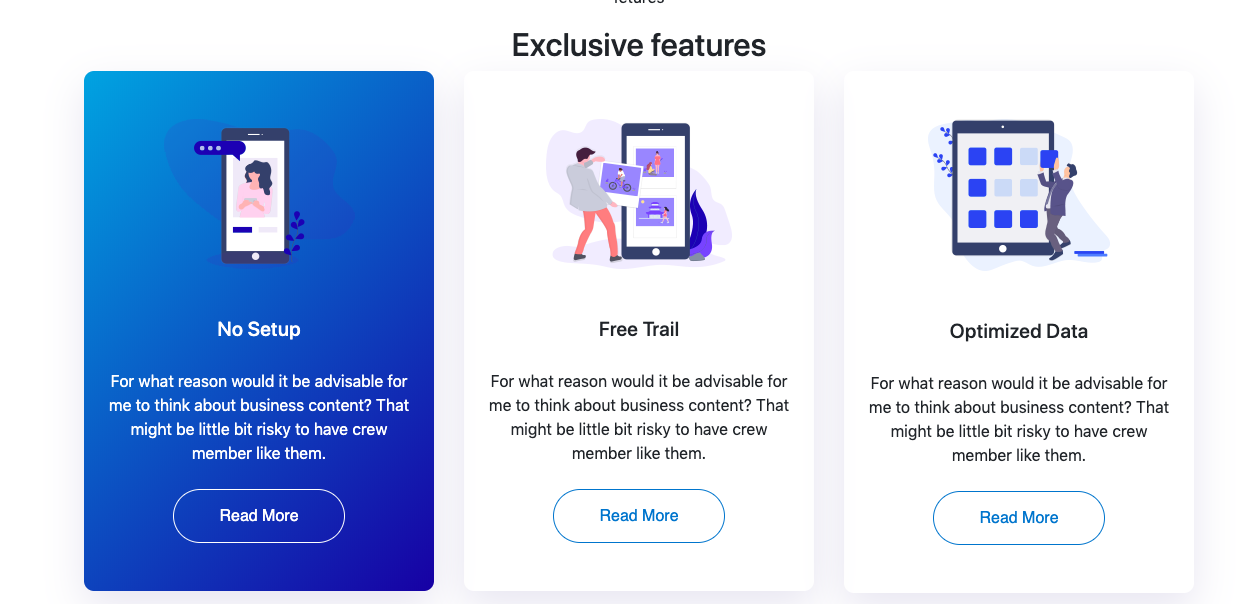 fetures
Exclusive features
No Setup
For what reason would it be advisable for
me to think about business content? That
might be little bit risky to have crew
member like them.
Read More
Free Trail
For what reason would it be advisable for
me to think about business content? That
might be little bit risky to have crew
member like them.
Read More
Optimized Data
For what reason would it be advisable for
me to think about business content? That
might be little bit risky to have crew
member like them.
Read More